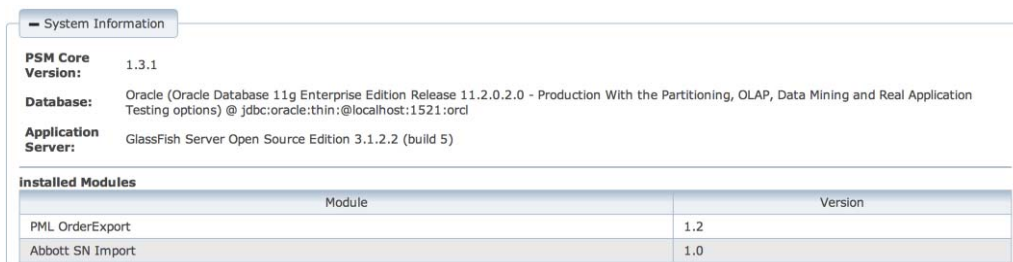 System Information
PSM Core
Version:
1.3.1
Database:
Oracle (Oracle Database 11g Enterprise Edition Release 11.2.0.2.0 - Production With the Partitioning, OLAP, Data Mining and Real Application
Testing options) @ jdbc:oracle:thin:@localhost:1521:orcl
Application
Server:
GlassFish Server Open Source Edition 3.1.2.2 (build 5)
installed Modules
Module Version
PML OrderExport 1.2
Abbott SN Import 1.0